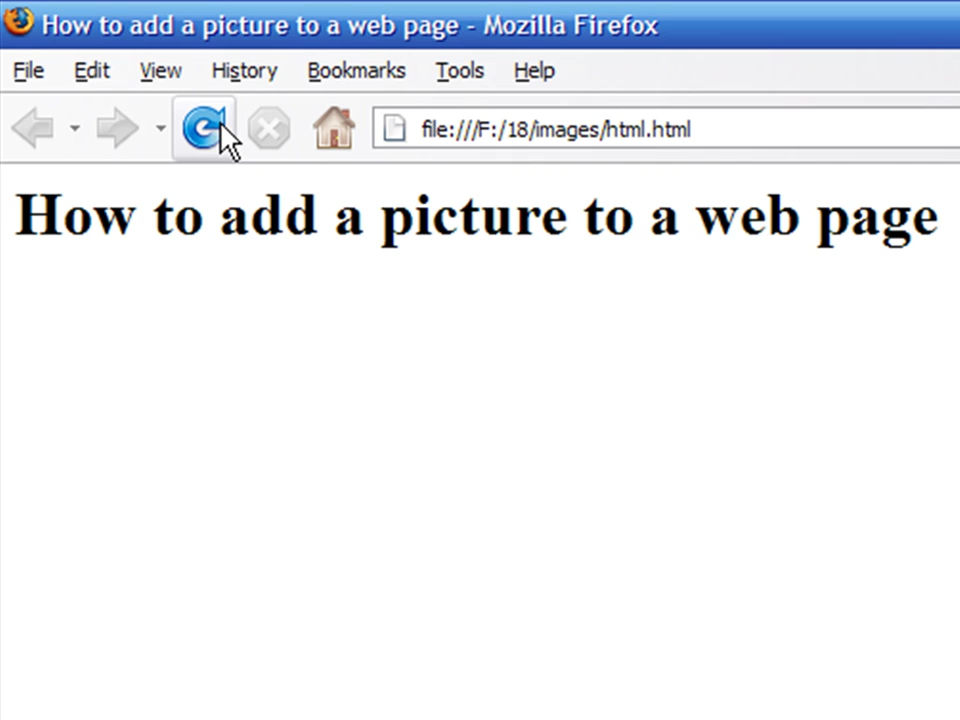 How to add a picture to a web page - Mozilla Firefox
File Edit View History Bookmarks Tools Help
file:///F:/18/images/html.html
How to add a picture to a web page